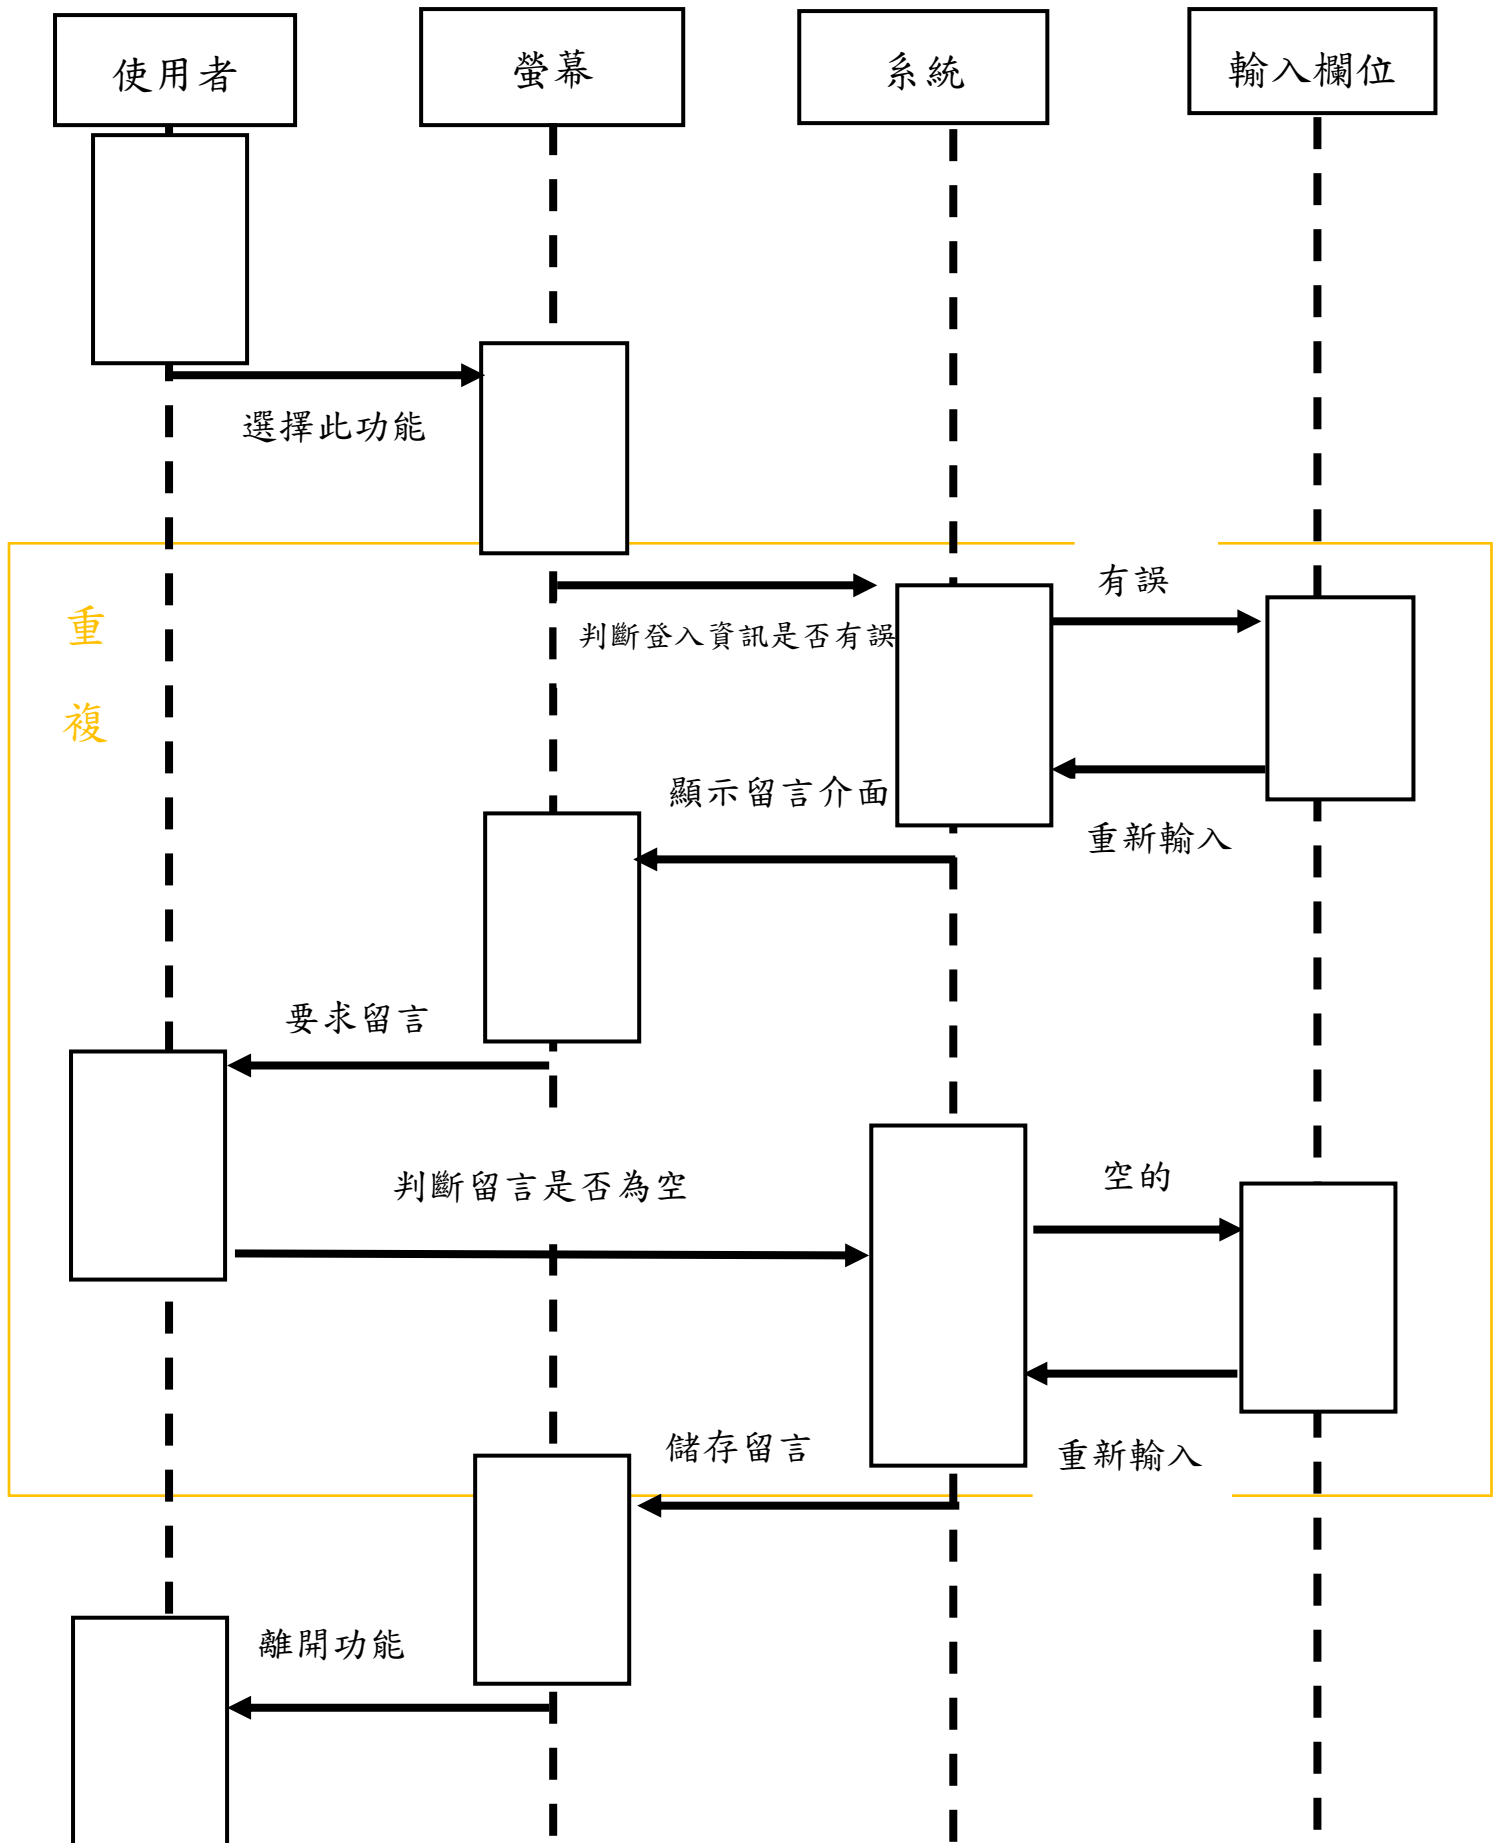 使用者
螢幕
系統
輸入欄位
選擇此功能
重
複
有誤
判斷登入資訊是否有誤
顯示留言介面
重新輸入
要求留言
判斷留言是否為空
空的
儲存留言
重新輸入
離開功能